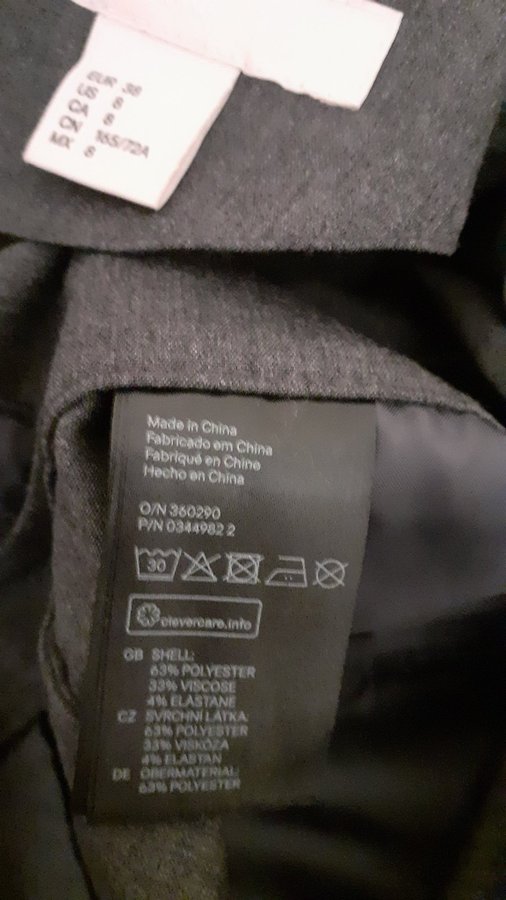 EUR 38
US 8
CA 8
CN 165/72A
MX 8
Made in China
Fabricado em China
Fabriqué en Chine
Hecho en China
O/N 360290
P/N 0344982 2
30
clevercare.info
GB SHELL:
63% POLYESTER
33% VISCOSE
4% ELASTANE
CZ SVRCHNI LÁTKA:
63% POLYESTER
33% VISKÓZA
4% ELASTAN
DE OBERMATERIAL:
63% POLYESTER